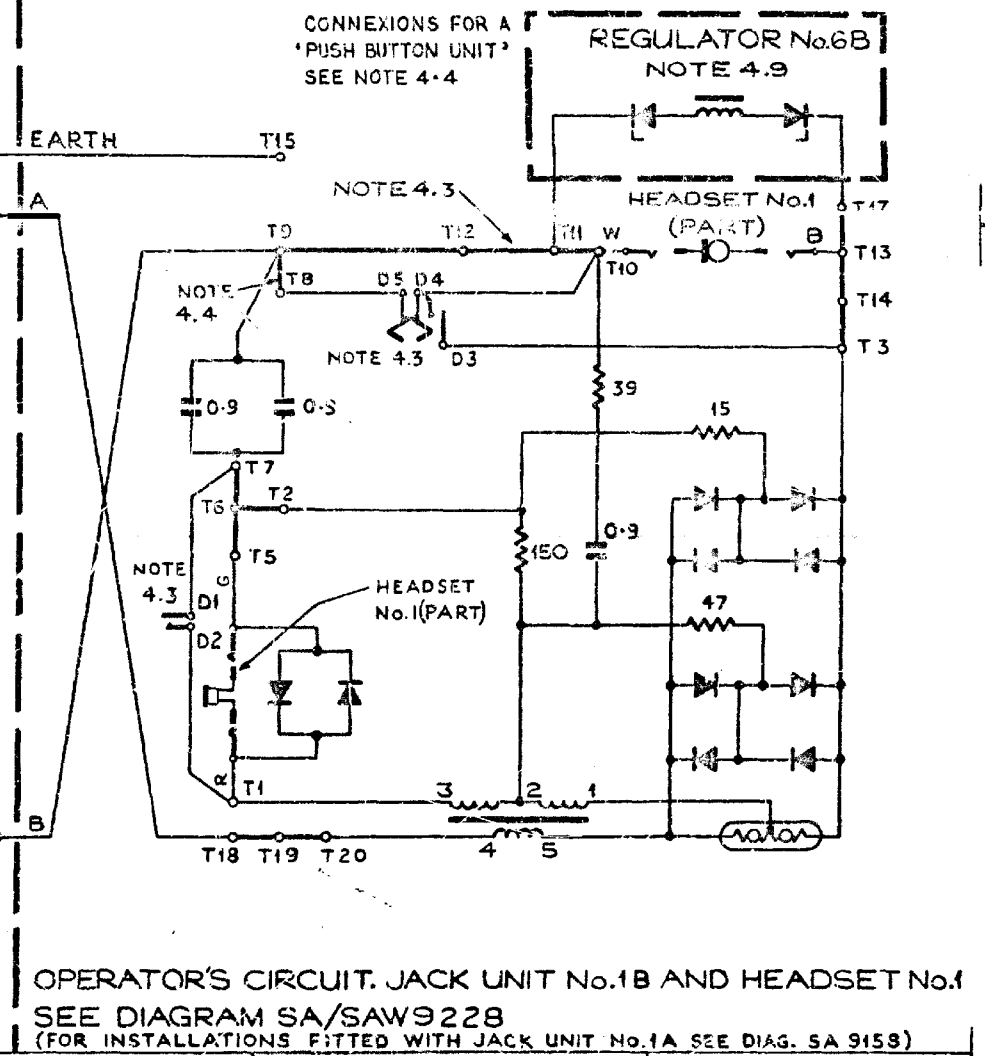 CONNEXIONS FOR A
'PUSH BUTTON UNIT'
SEE NOTE 4.4
REGULATOR No.6B
NOTE 4.9
EARTH
T15
A
NOTE 4.3
HEADSET No.1
(PART)
T17
T9
T12
T11
W
T10
B
T13
T8
D5
D4
NOTE
4.4
T14
NOTE 4.3
D3
T3
39
0.9
15
T7
T6
T2
150
0.9
T5
G
NOTE
4.3
D1
D2
HEADSET
No.1(PART)
47
R
T1
3
2
1
B
T18
T19
T20
4
5
OPERATOR'S CIRCUIT. JACK UNIT No.1B AND HEADSET No.1
SEE DIAGRAM SA/SAW9228
(FOR INSTALLATIONS FITTED WITH JACK UNIT No.1A SEE DIAG. SA 9158)